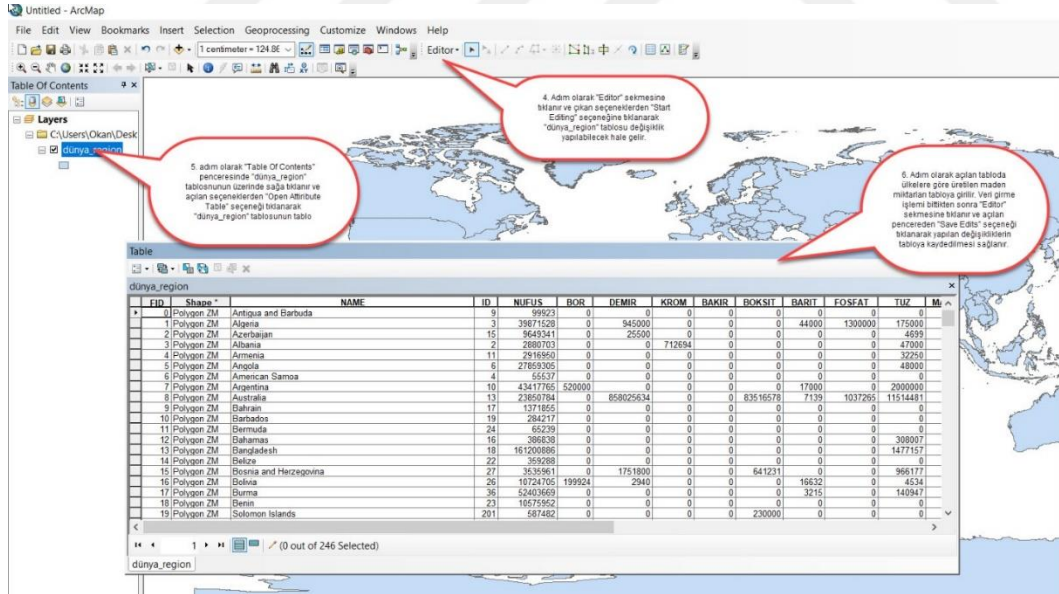 Untitled - ArcMap
File Edit View Bookmarks Insert Selection Geoprocessing Customize Windows Help
1 centimeter = 124.86
Editor
Table Of Contents
Layers
C:\Users\Okan\Desk
dünya_region
4. Adım olarak "Editor" sekmesine
tıklanır ve çıkan seçeneklerden "Start
Editing" seçeneğine tıklanarak
"dünya_region" tablosu değişiklik
yapılabilecek hale gelir.
5. adım olarak "Table Of Contents"
penceresinde "dünya_region"
tablosnunun üzerinde sağa tıklanır ve
açılan seçeneklerden "Open Attribute
Table" seçeneği tıklanarak
"dünya_region" tablosunun tablo
6. Adım olarak açılan tabloda
ülkelere göre üretilen maden
miktarları tabloya girilir. Veri girme
işlemi bittikten sonra "Editor"
sekmesine tıklanır ve açılan
pencereden "Save Edits" seçeneği
tıklanarak yapılan değişikliklerin
tabloya kaydedilmesi sağlanır.
Table
dünya_region
FID Shape * NAME ID NUFUS BOR DEMIR KROM BAKIR BOKSIT BARIT FOSFAT TUZ
0 Polygon ZM Antigua and Barbuda 9 99923 0 0 0 0 0 0 0 0
1 Polygon ZM Algeria 3 39871528 0 945000 0 0 0 44000 1300000 175000
2 Polygon ZM Azerbaijan 15 9649341 0 25500 0 0 0 0 0 4699
3 Polygon ZM Albania 2 2880703 0 0 712694 0 0 0 0 47000
4 Polygon ZM Armenia 11 2916950 0 0 0 0 0 0 0 32250
5 Polygon ZM Angola 6 27859305 0 0 0 0 0 0 0 48000
6 Polygon ZM American Samoa 4 55537 0 0 0 0 0 0 0 0
7 Polygon ZM Argentina 10 43417765 520000 0 0 0 0 17000 0 2000000
8 Polygon ZM Australia 13 23850784 0 858025634 0 0 83516578 7139 1037265 11514481
9 Polygon ZM Bahrain 17 1371855 0 0 0 0 0 0 0 0
10 Polygon ZM Barbados 19 284217 0 0 0 0 0 0 0 0
11 Polygon ZM Bermuda 24 65239 0 0 0 0 0 0 0 0
12 Polygon ZM Bahamas 16 386838 0 0 0 0 0 0 0 308007
13 Polygon ZM Bangladesh 18 161200886 0 0 0 0 0 0 0 1477157
14 Polygon ZM Belize 22 359288 0 0 0 0 0 0 0 0
15 Polygon ZM Bosnia and Herzegovina 27 3535961 0 1751800 0 0 641231 0 0 966177
16 Polygon ZM Bolivia 26 10724705 199924 2940 0 0 0 16632 0 4534
17 Polygon ZM Burma 36 52403669 0 0 0 0 0 3215 0 140947
18 Polygon ZM Benin 23 10575952 0 0 0 0 0 0 0 0
19 Polygon ZM Solomon Islands 201 587482 0 0 0 0 230000 0 0 0
1 (0 out of 246 Selected)
dünya_region